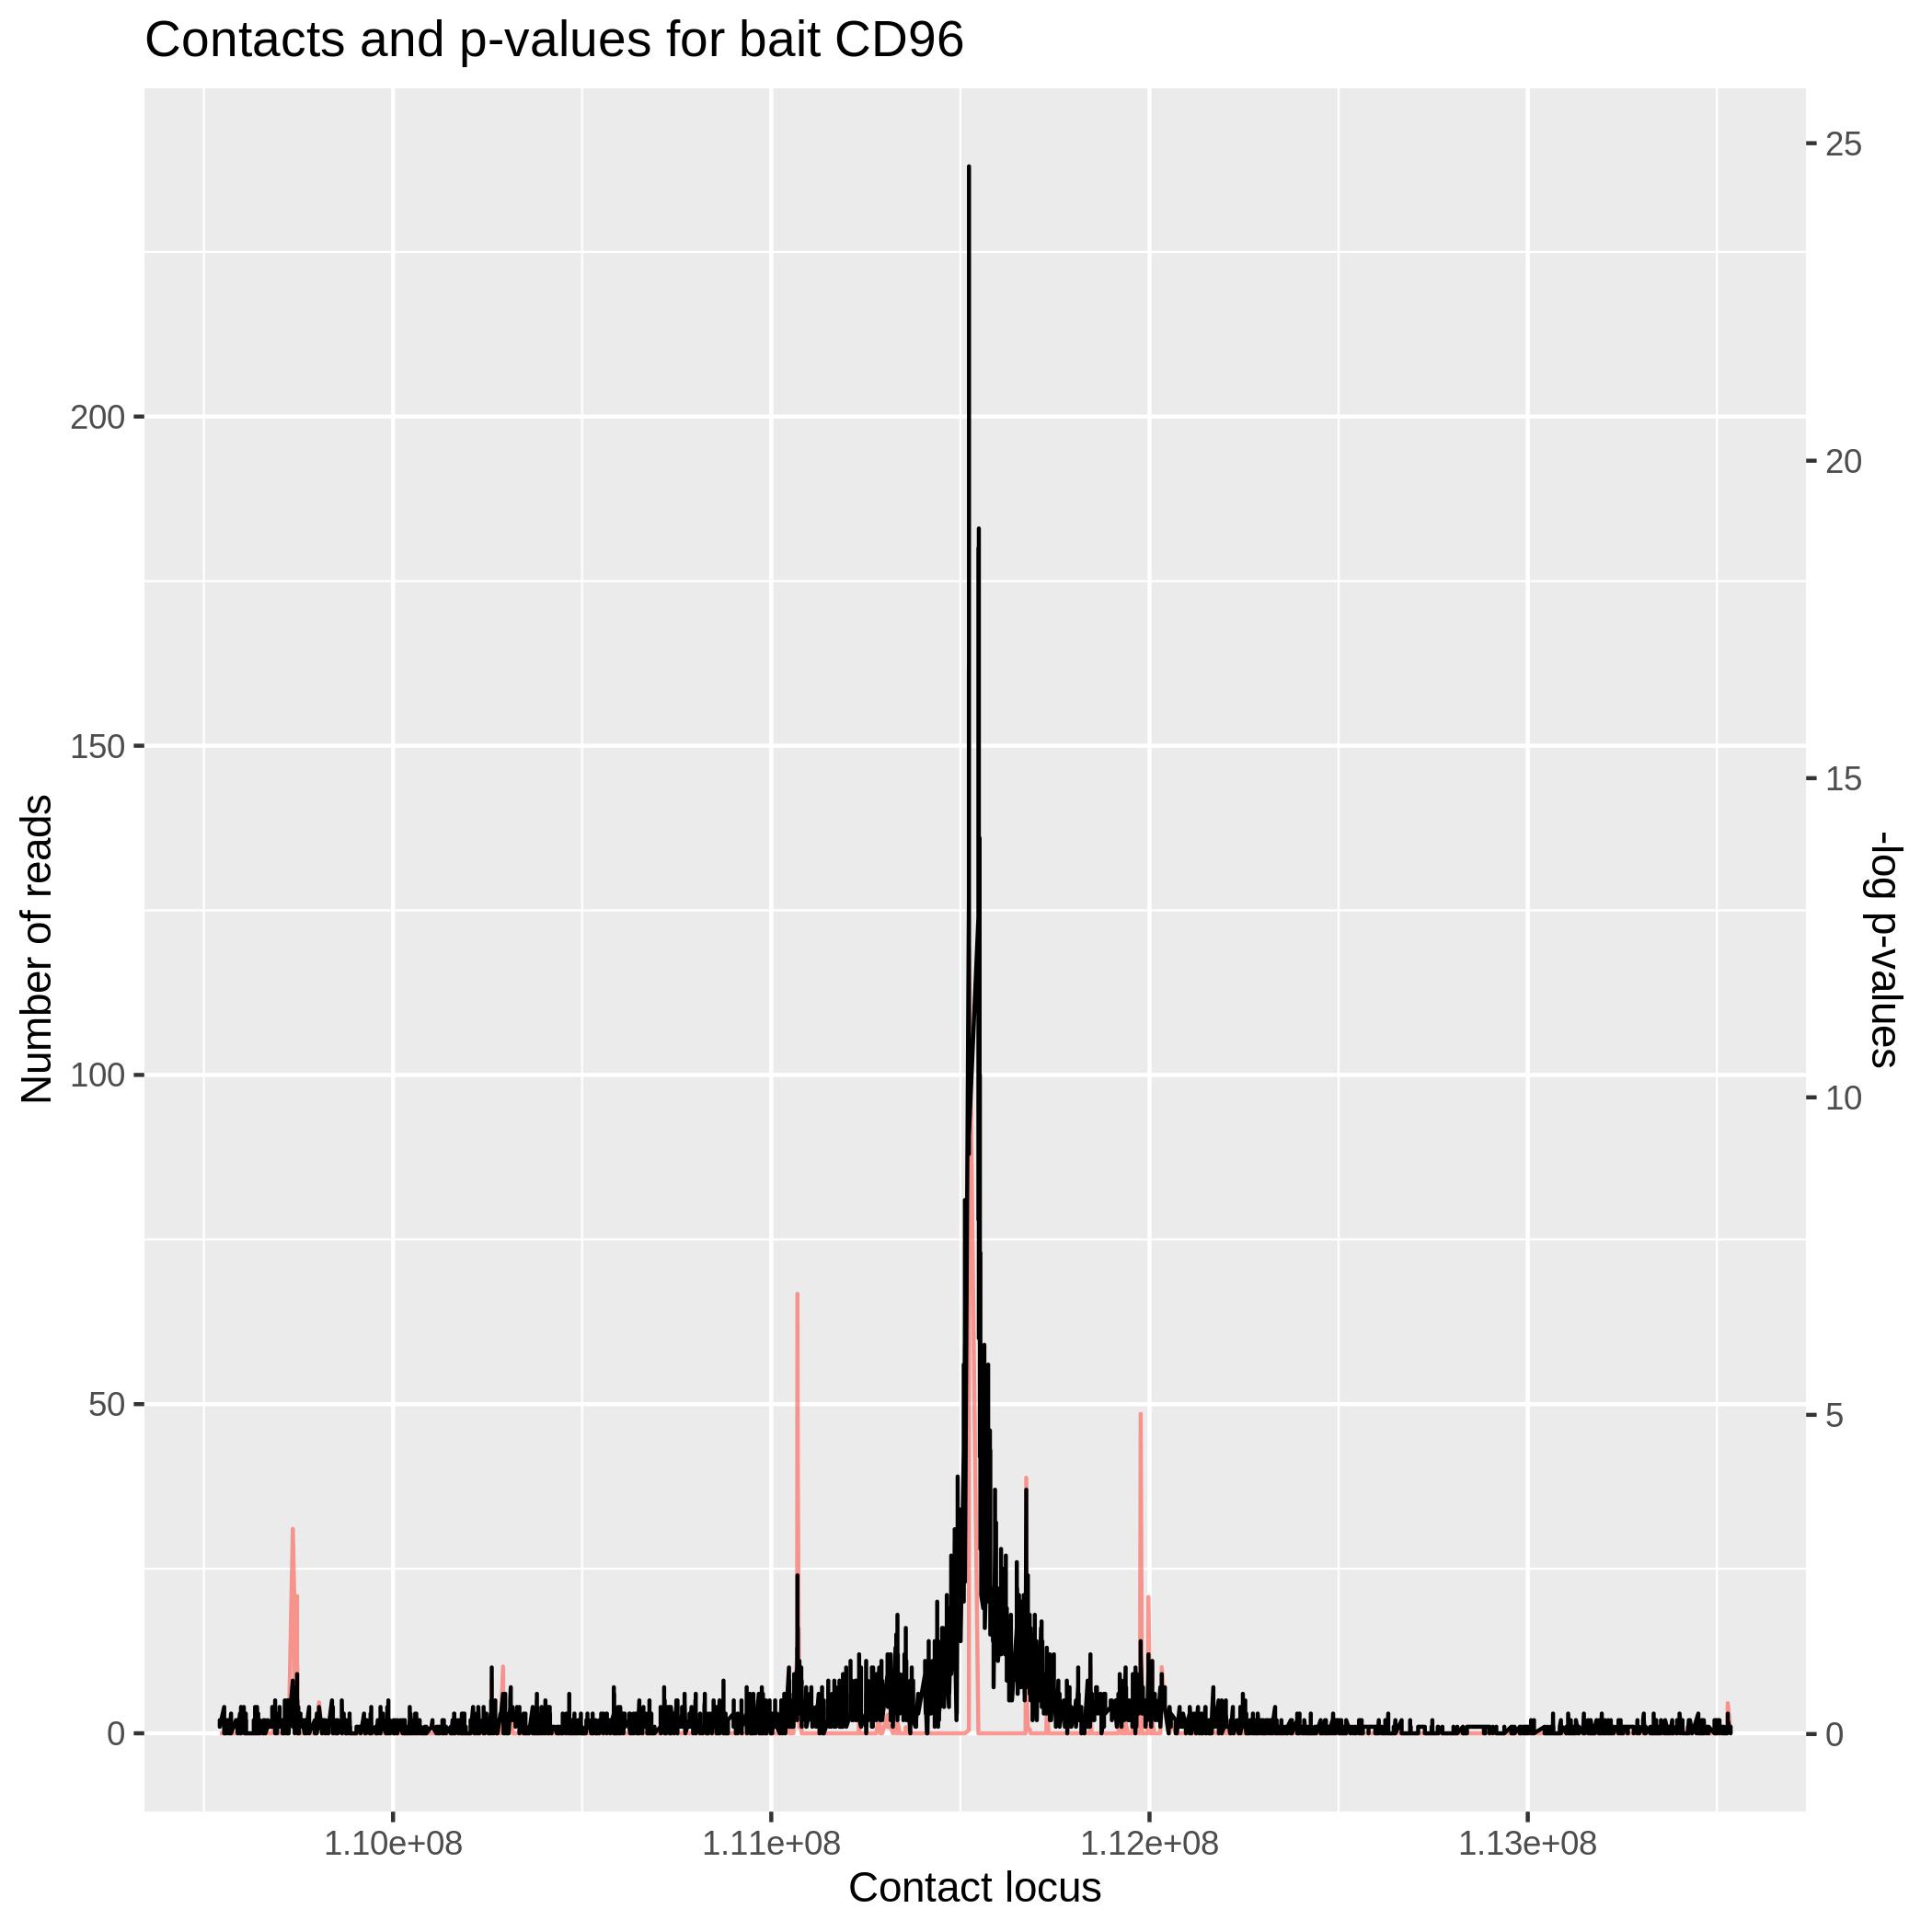 Contacts and p-values for bait CD96
Number of reads
200
150
100
50
0
25
20
15
10
5
0
-log p-values
1.10e+08
1.11e+08
1.12e+08
1.13e+08
Contact locus